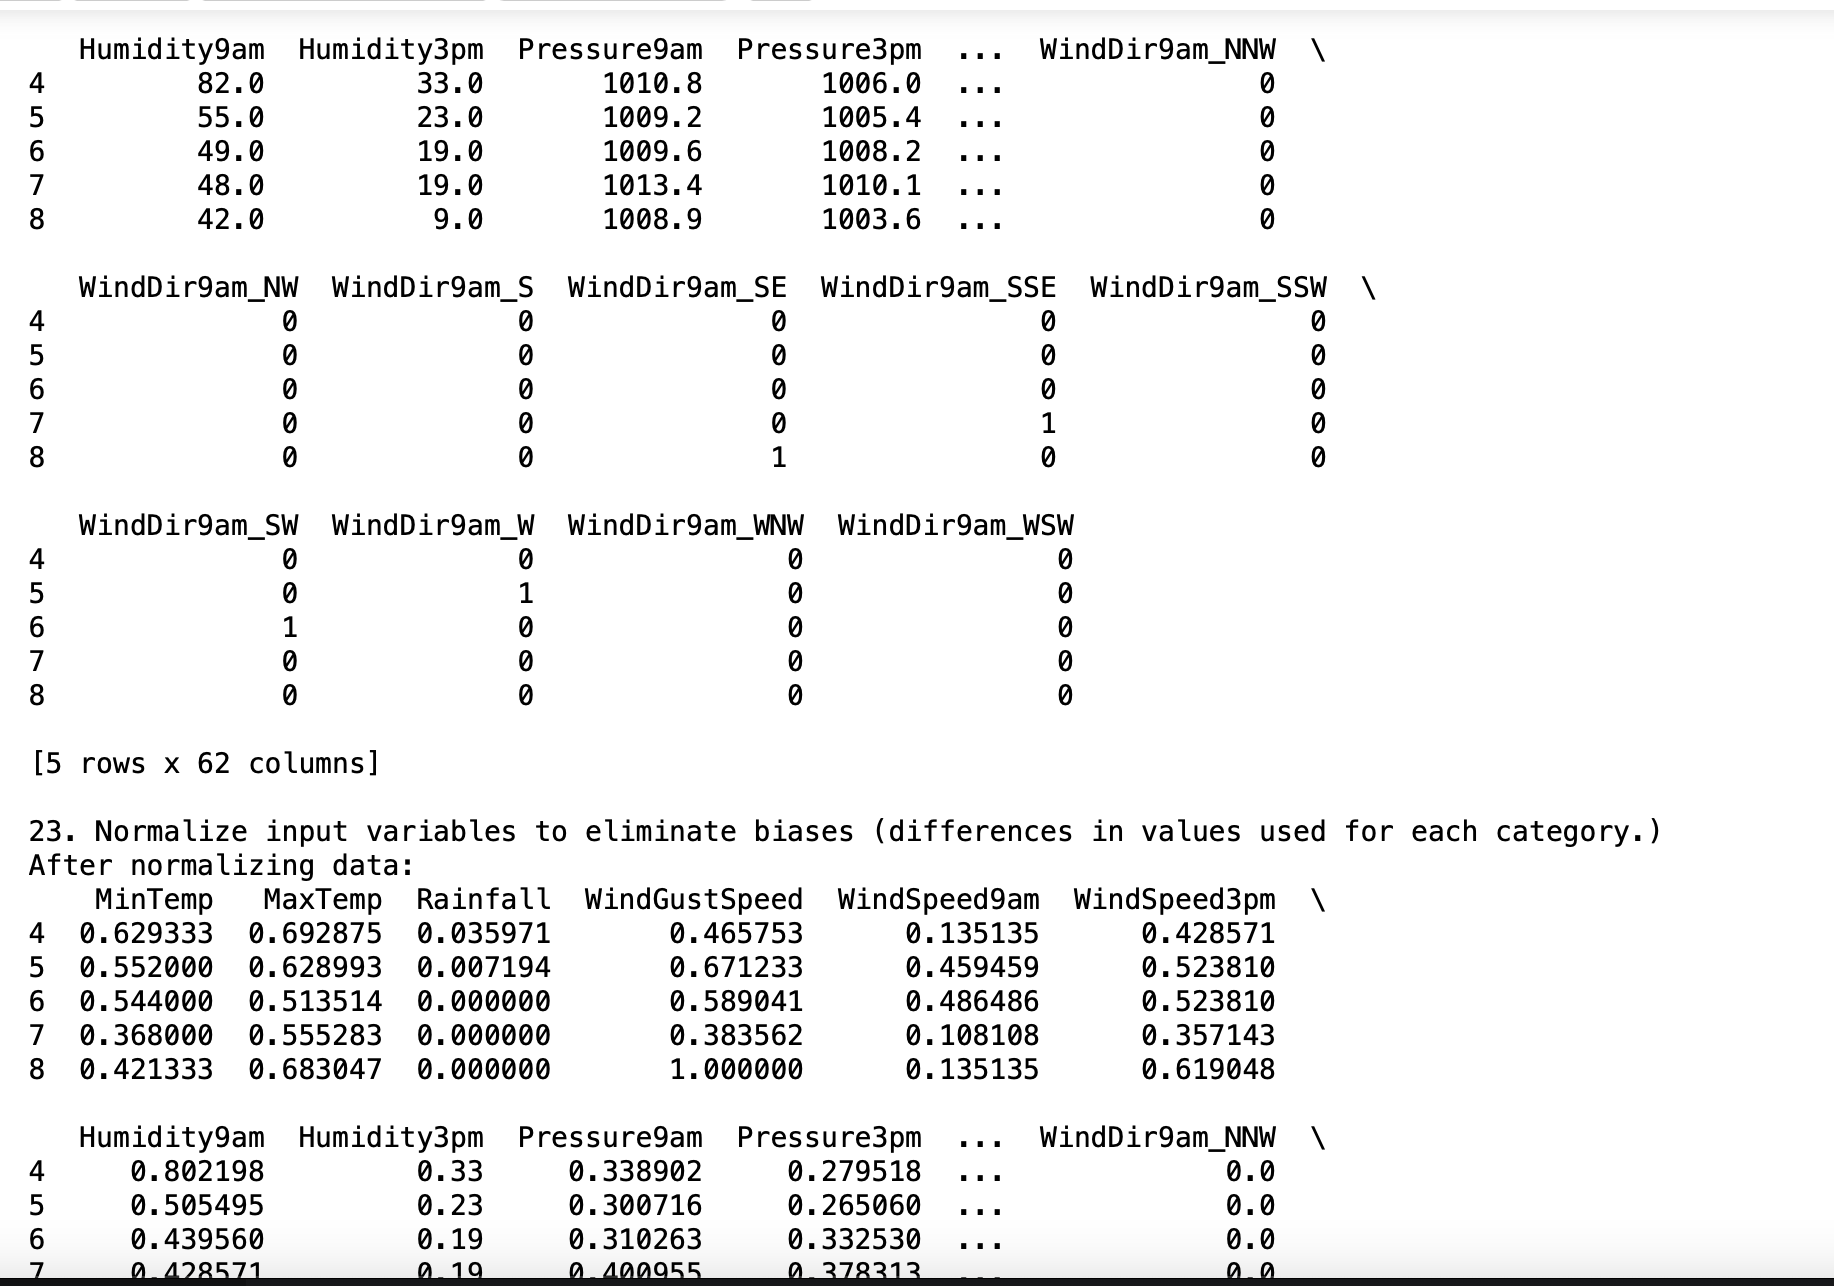 Humidity9am  Humidity3pm  Pressure9am  Pressure3pm  ...  WindDir9am_NNW  \
4         82.0         33.0       1010.8       1006.0  ...               0
5         55.0         23.0       1009.2       1005.4  ...               0
6         49.0         19.0       1009.6       1008.2  ...               0
7         48.0         19.0       1013.4       1010.1  ...               0
8         42.0          9.0       1008.9       1003.6  ...               0
   WindDir9am_NW  WindDir9am_S  WindDir9am_SE  WindDir9am_SSE  WindDir9am_SSW  \
4              0             0              0               0               0
5              0             0              0               0               0
6              0             0              0               0               0
7              0             0              0               1               0
8              0             0              1               0               0
   WindDir9am_SW  WindDir9am_W  WindDir9am_WNW  WindDir9am_WSW
4              0             0               0               0
5              0             1               0               0
6              1             0               0               0
7              0             0               0               0
8              0             0               0               0
[5 rows x 62 columns]
23. Normalize input variables to eliminate biases (differences in values used for each category.)
After normalizing data:
    MinTemp   MaxTemp  Rainfall  WindGustSpeed  WindSpeed9am  WindSpeed3pm  \
4  0.629333  0.692875  0.035971       0.465753      0.135135      0.428571
5  0.552000  0.628993  0.007194       0.671233      0.459459      0.523810
6  0.544000  0.513514  0.000000       0.589041      0.486486      0.523810
7  0.368000  0.555283  0.000000       0.383562      0.108108      0.357143
8  0.421333  0.683047  0.000000       1.000000      0.135135      0.619048
   Humidity9am  Humidity3pm  Pressure9am  Pressure3pm  ...  WindDir9am_NNW  \
4     0.802198         0.33     0.338902     0.279518  ...             0.0
5     0.505495         0.23     0.300716     0.265060  ...             0.0
6     0.439560         0.19     0.310263     0.332530  ...             0.0
7     0.428571         0.19     0.400955     0.378313  ...             0.0